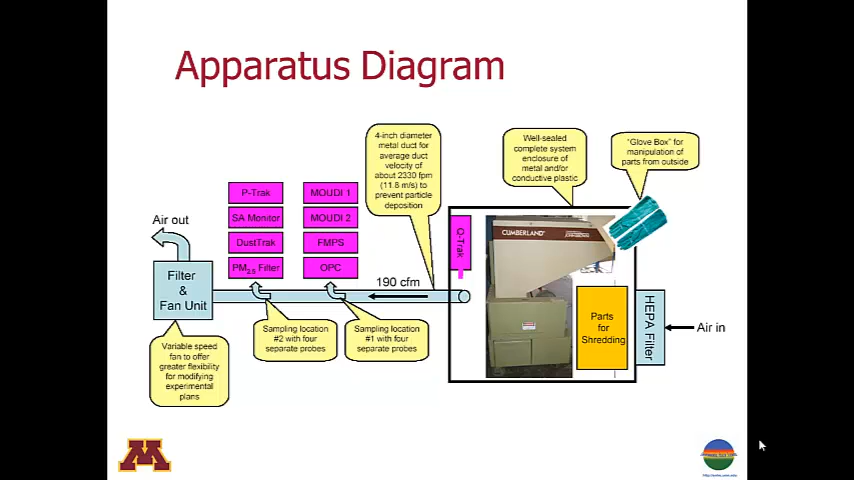 Apparatus Diagram
4-inch diameter
metal duct for
average duct
velocity of
about 2330 fpm
(11.8 m/s) to
prevent particle
deposition
Well-sealed
complete system
enclosure of
metal and/or
conductive plastic
"Glove Box" for
manipulation of
parts from outside
P-Trak
SA Monitor
DustTrak
PM2.5 Filter
MOUDI 1
MOUDI 2
FMPS
OPC
Q-Trak
CUMBERLAND
Air out
Filter
&
Fan Unit
190 cfm
Parts
for
Shredding
HEPA Filter
Air in
Sampling location
#2 with four
separate probes
Sampling location
#1 with four
separate probes
Variable speed
fan to offer
greater flexibility
for modifying
experimental
plans
M